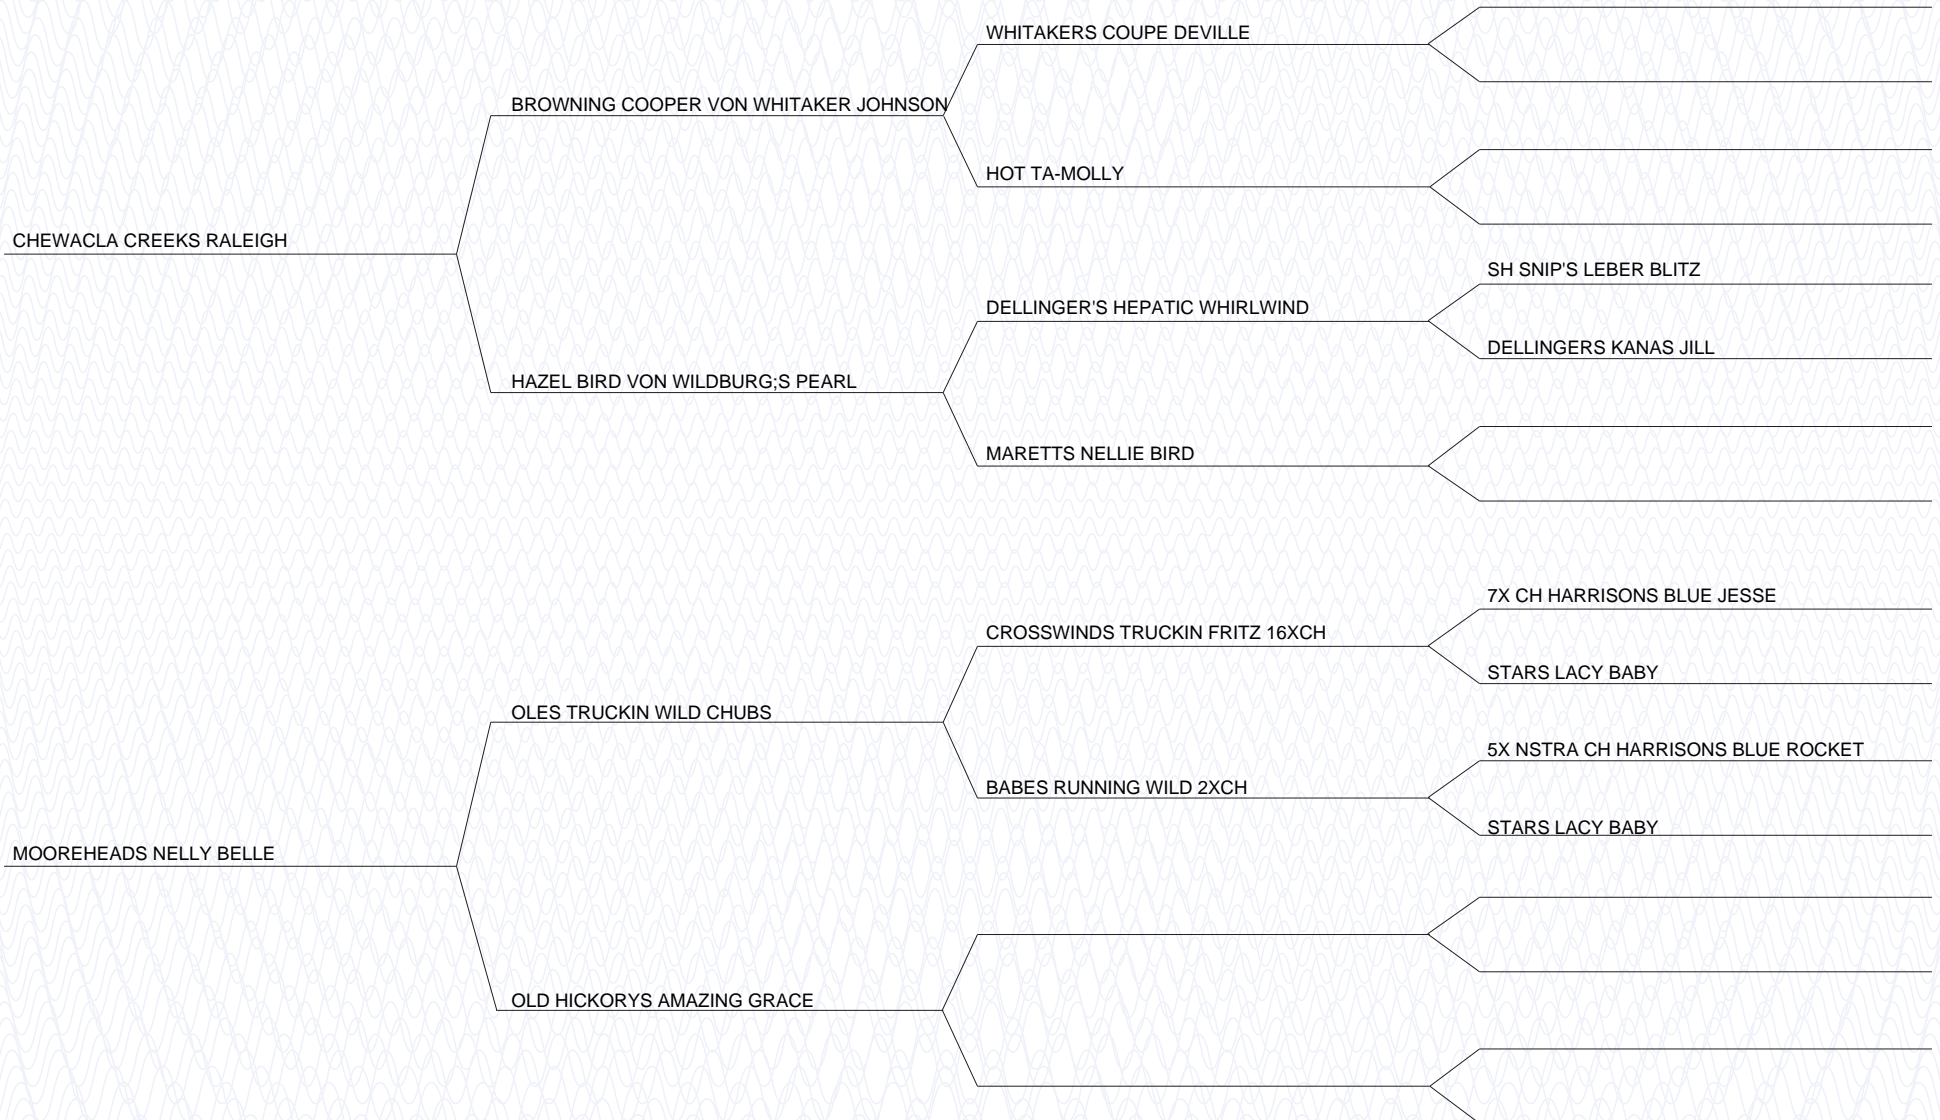 WHITAKERS COUPE DEVILLE
BROWNING COOPER VON WHITAKER JOHNSON
HOT TA-MOLLY
CHEWACLA CREEKS RALEIGH
SH SNIP'S LEBER BLITZ
DELLINGER'S HEPATIC WHIRLWIND
DELLINGERS KANAS JILL
HAZEL BIRD VON WILDBURG;S PEARL
MARETTS NELLIE BIRD
7X CH HARRISONS BLUE JESSE
CROSSWINDS TRUCKIN FRITZ 16XCH
STARS LACY BABY
OLES TRUCKIN WILD CHUBS
5X NSTRA CH HARRISONS BLUE ROCKET
BABES RUNNING WILD 2XCH
STARS LACY BABY
MOOREHEADS NELLY BELLE
OLD HICKORYS AMAZING GRACE